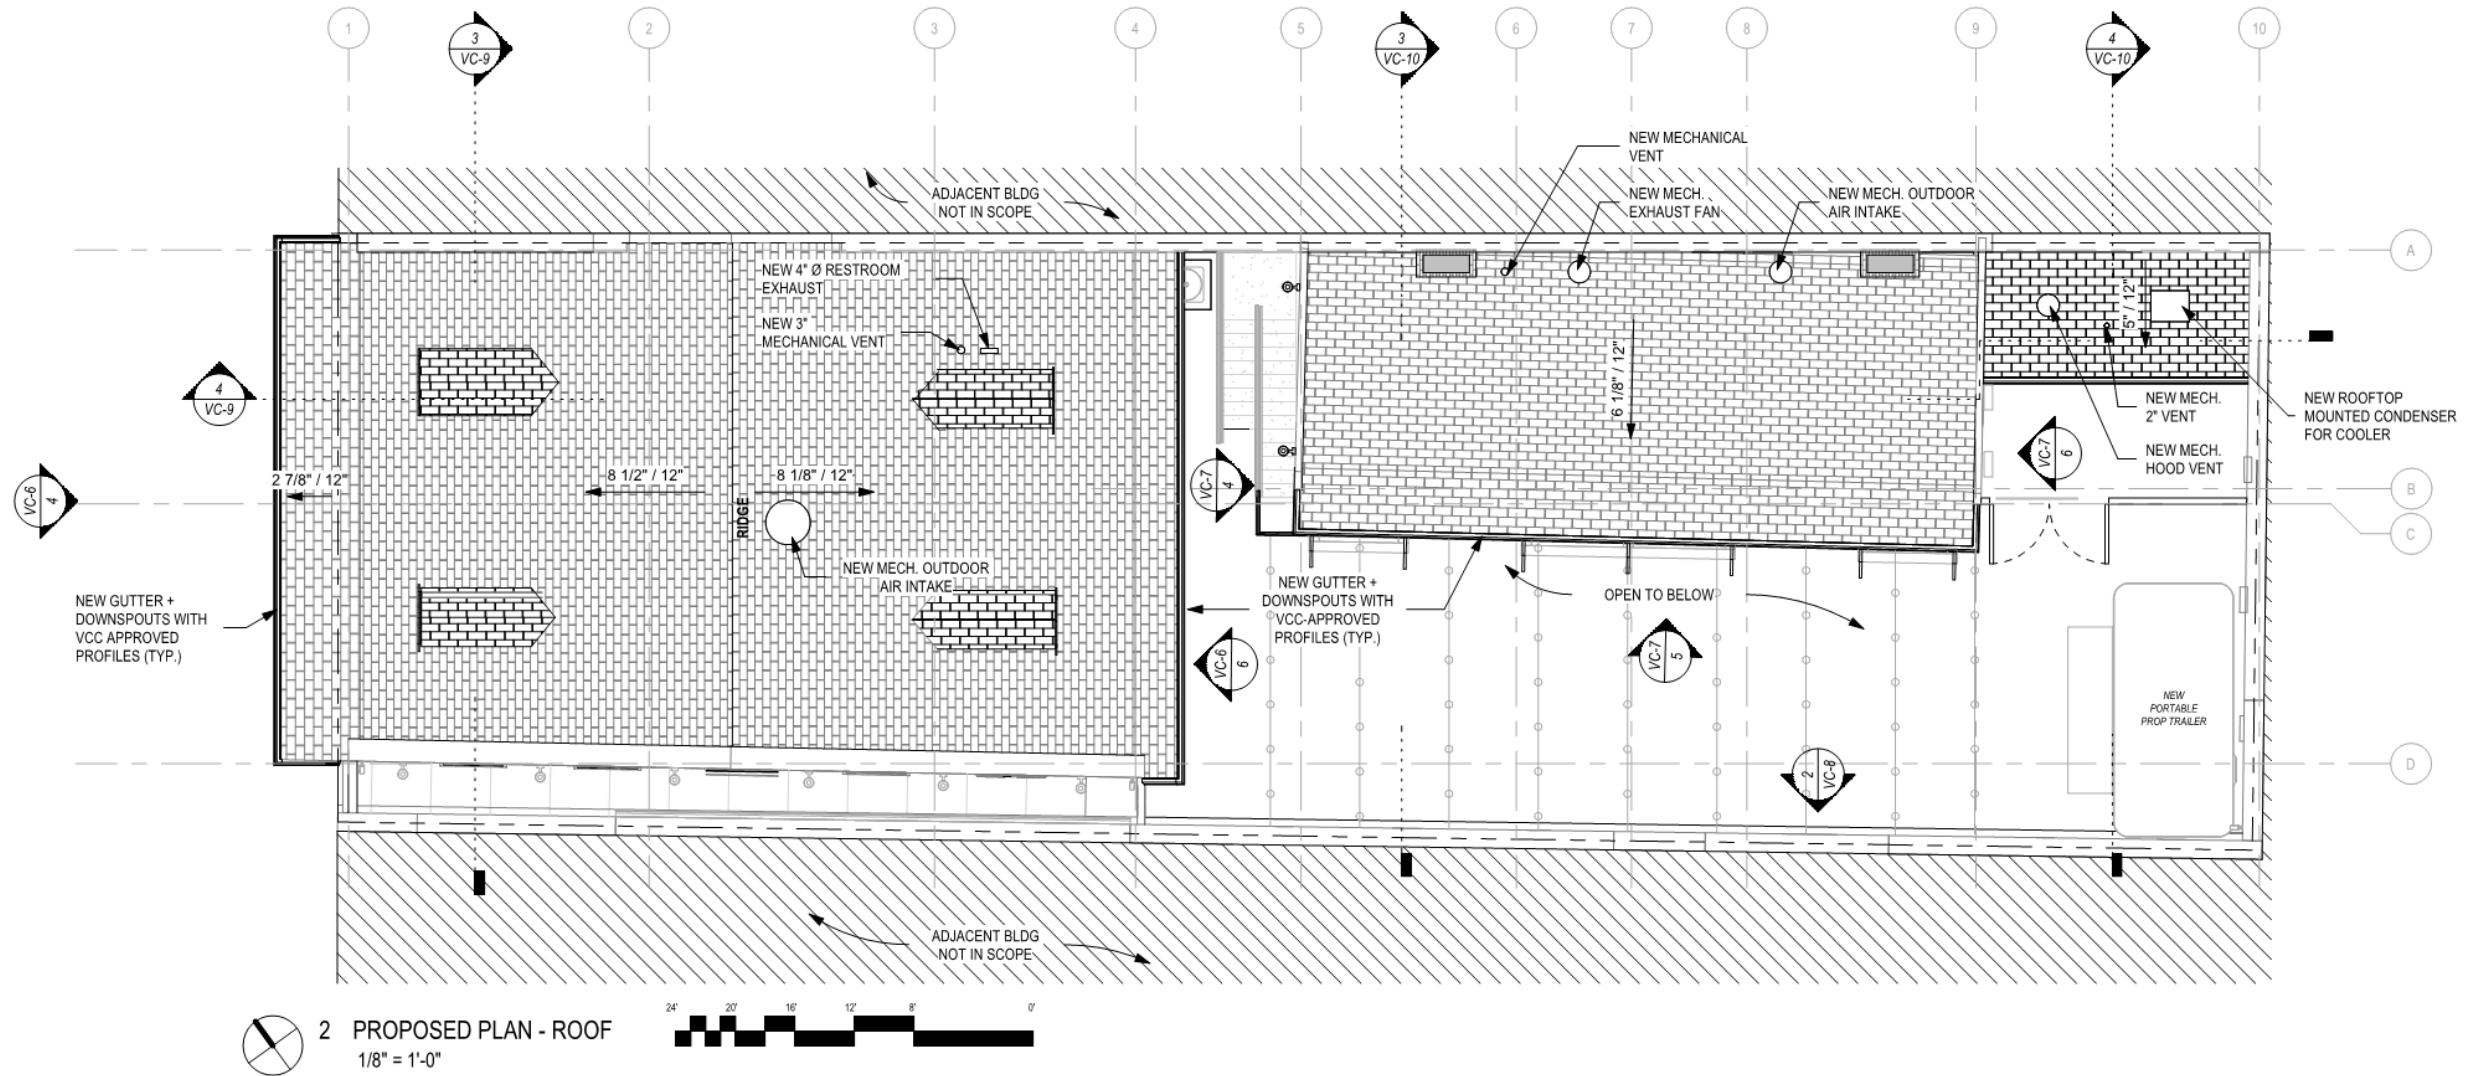 1
2
3
4
5
6
7
8
9
10
3
VC-9
3
VC-10
4
VC-10
NEW MECHANICAL
VENT
ADJACENT BLDG
NOT IN SCOPE
NEW MECH.
EXHAUST FAN
NEW MECH. OUTDOOR
AIR INTAKE
A
NEW 4" Ø RESTROOM
EXHAUST
NEW 3"
MECHANICAL VENT
5" / 12"
6 1/8" / 12"
4
VC-9
NEW MECH.
2" VENT
NEW ROOFTOP
MOUNTED CONDENSER
FOR COOLER
NEW MECH.
HOOD VENT
VC-7
6
2 7/8" / 12"
8 1/2" / 12"
8 1/8" / 12"
RIDGE
VC-7
4
VC-6
4
B
C
NEW MECH. OUTDOOR
AIR INTAKE
NEW GUTTER +
DOWNSPOUTS WITH
VCC APPROVED
PROFILES (TYP.)
NEW GUTTER +
DOWNSPOUTS WITH
VCC-APPROVED
PROFILES (TYP.)
OPEN TO BELOW
VC-6
6
VC-7
5
NEW
PORTABLE
PROP TRAILER
2
VC-8
D
ADJACENT BLDG
NOT IN SCOPE
2 PROPOSED PLAN - ROOF
1/8" = 1'-0"
24' 20' 16' 12' 8' 0'